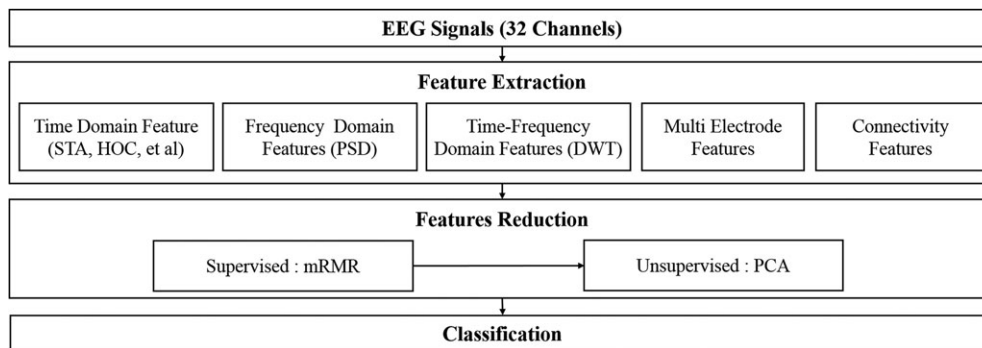 EEG Signals (32 Channels)
Feature Extraction
Time Domain Feature
(STA, HOC, et al)
Frequency Domain
Features (PSD)
Time-Frequency
Domain Features (DWT)
Multi Electrode
Features
Connectivity
Features
Features Reduction
Supervised : mRMR
Unsupervised : PCA
Classification